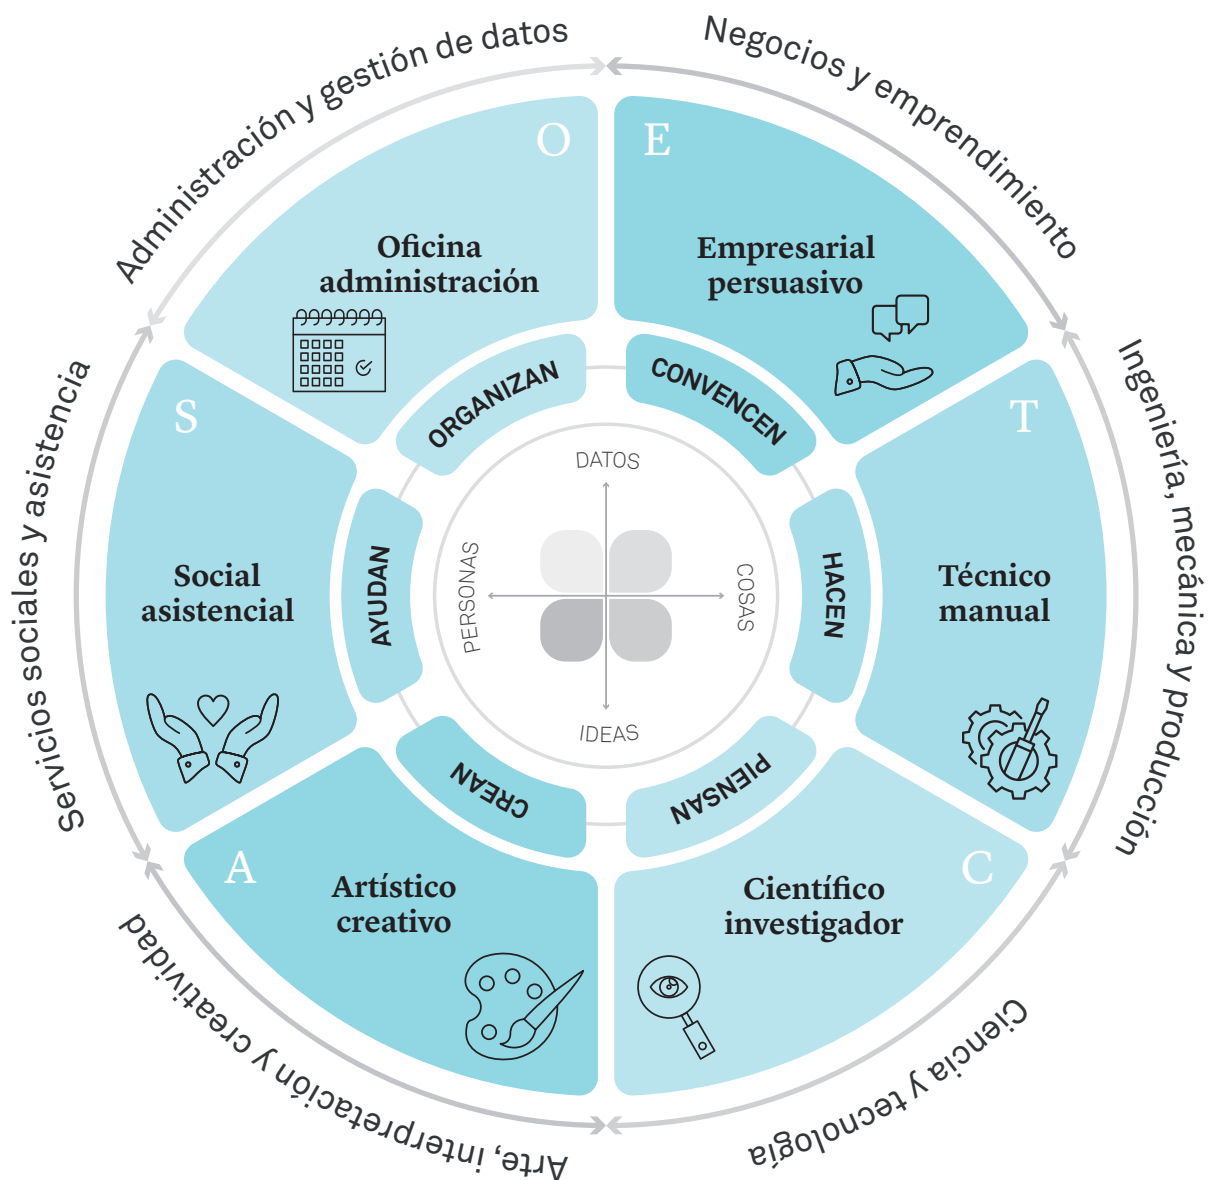 Administración y gestión de datos
Negocios y emprendimiento
Ingeniería, mecánica y producción
Ciencia y tecnología
Arte, interpretación y creatividad
Servicios sociales y asistencia
O
Oficina
administración
ORGANIZAN
E
Empresarial
persuasivo
CONVENCEN
T
Técnico
manual
HACEN
C
Científico
investigador
PIENSAN
A
Artístico
creativo
CREAN
S
Social
asistencial
AYUDAN
DATOS
COSAS
IDEAS
PERSONAS